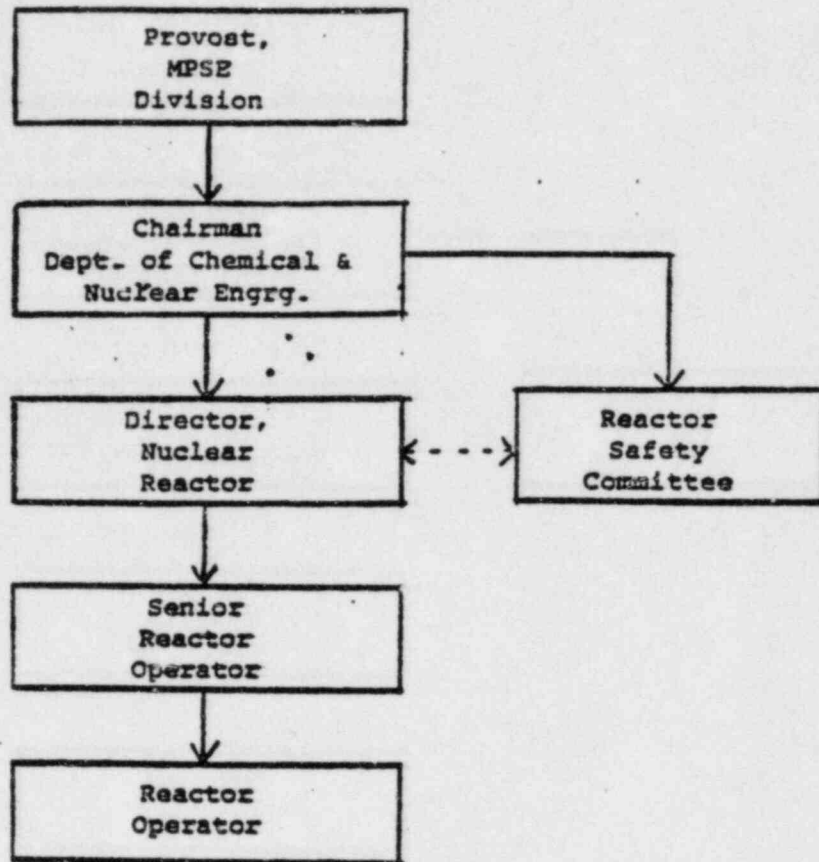 Provost,
MPSE
Division
Chairman
Dept. of Chemical &
Nuclear Engrg.
Director,
Nuclear
Reactor
Reactor
Safety
Committee
Senior
Reactor
Operator
Reactor
Operator